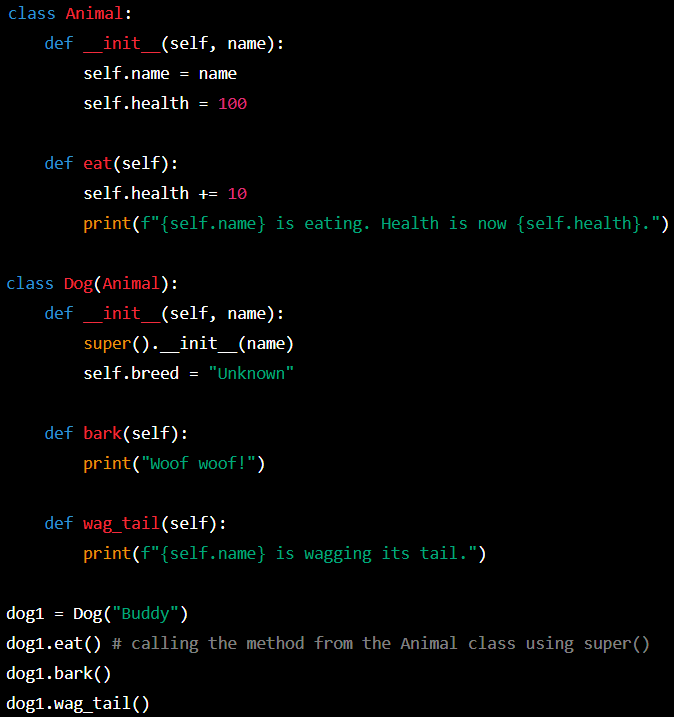 class Animal:
    def __init__(self, name):
        self.name = name
        self.health = 100

    def eat(self):
        self.health += 10
        print(f"{self.name} is eating. Health is now {self.health}.")

class Dog(Animal):
    def __init__(self, name):
        super().__init__(name)
        self.breed = "Unknown"

    def bark(self):
        print("Woof woof!")

    def wag_tail(self):
        print(f"{self.name} is wagging its tail.")

dog1 = Dog("Buddy")
dog1.eat() # calling the method from the Animal class using super()
dog1.bark()
dog1.wag_tail()